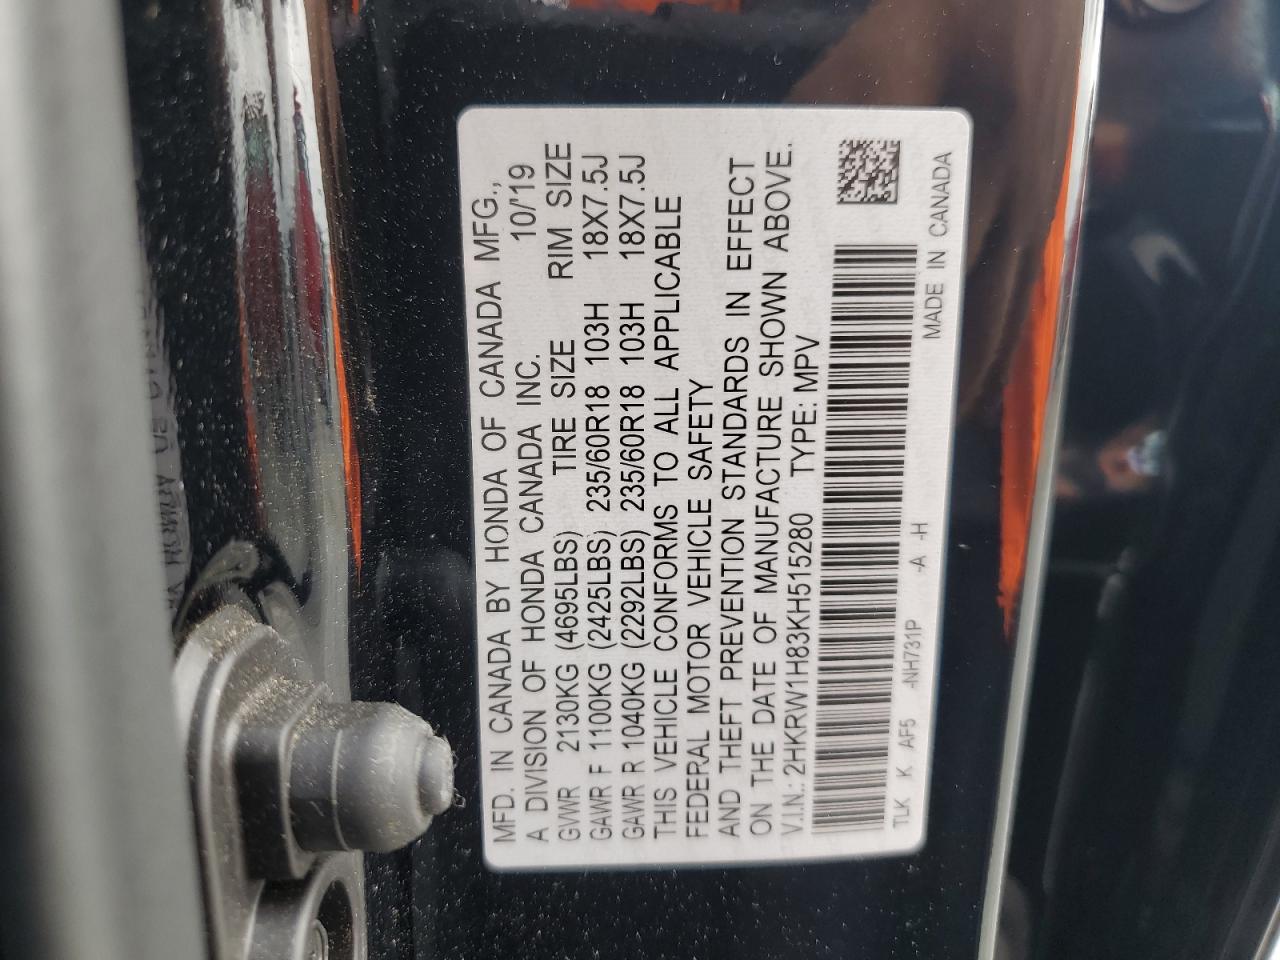 MFD. IN CANADA BY HONDA OF CANADA MFG.,
A DIVISION OF HONDA CANADA INC. 10/'19
GVWR 2130KG (4695LBS) TIRE SIZE RIM SIZE
GAWR F 1100KG (2425LBS) 235/60R18 103H 18X7.5J
GAWR R 1040KG (2292LBS) 235/60R18 103H 18X7.5J
THIS VEHICLE CONFORMS TO ALL APPLICABLE
FEDERAL MOTOR VEHICLE SAFETY
AND THEFT PREVENTION STANDARDS IN EFFECT
ON THE DATE OF MANUFACTURE SHOWN ABOVE.
V.I.N.: 2HKRW1H83KH515280 TYPE: MPV
TLK K AF5 -NH731P -A -H
MADE IN CANADA